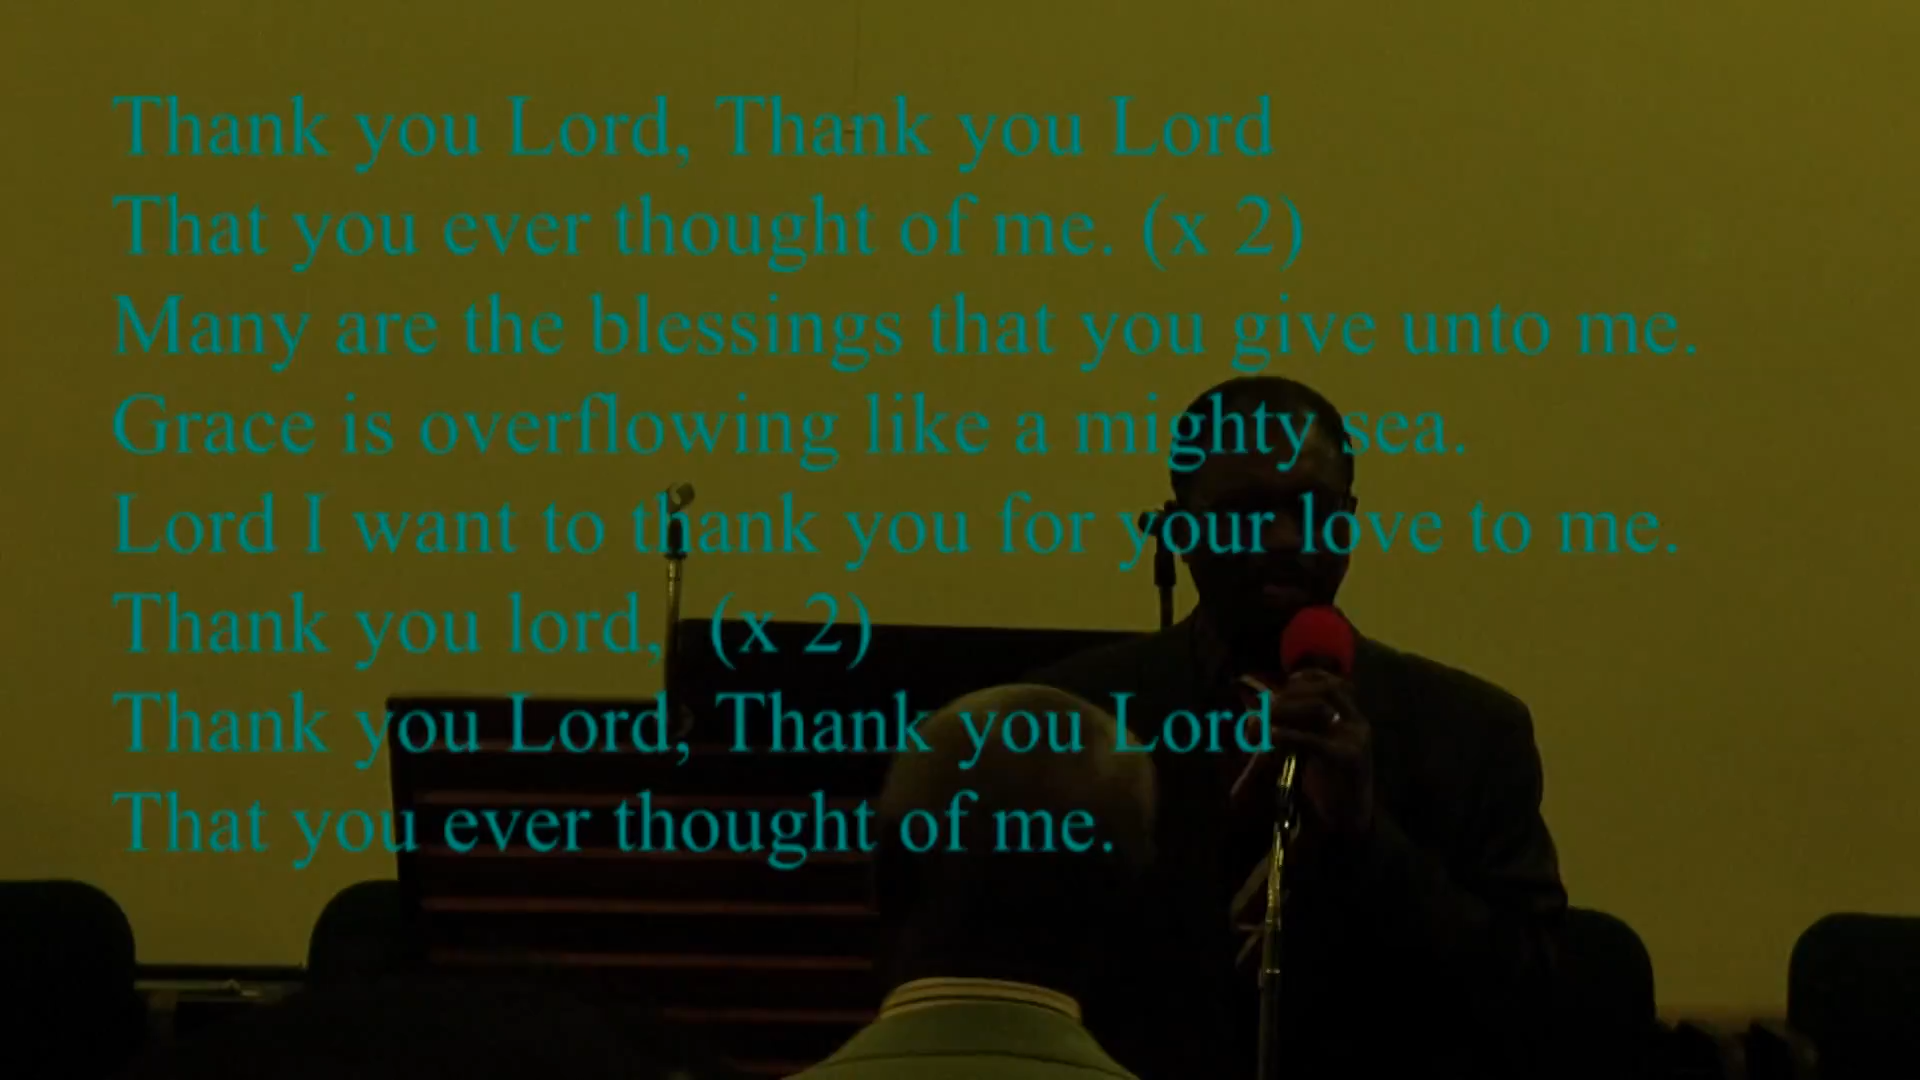 Thank you Lord, Thank you Lord
That you ever thought of me. (x 2)
Many are the blessings that you give unto me.
Grace is overflowing like a mighty sea.
Lord I want to thank you for your love to me.
Thank you lord, (x 2)
Thank you Lord, Thank you Lord
That you ever thought of me.